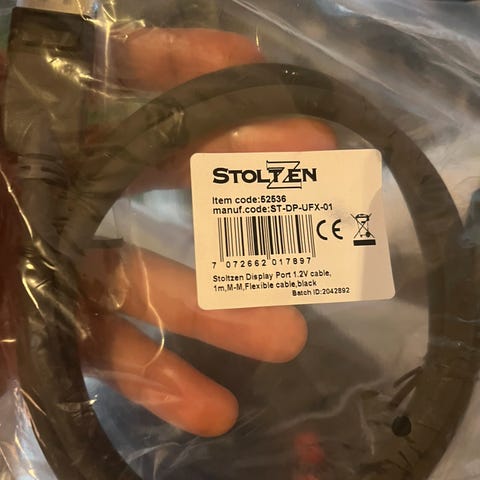 STOLTZEN
Item code:52536
manuf.code:ST-DP-UFX-01
CE
7 072662 017897
Stoltzen Display Port 1.2V cable,
1m,M-M,Flexible cable,black
Batch ID:2042892